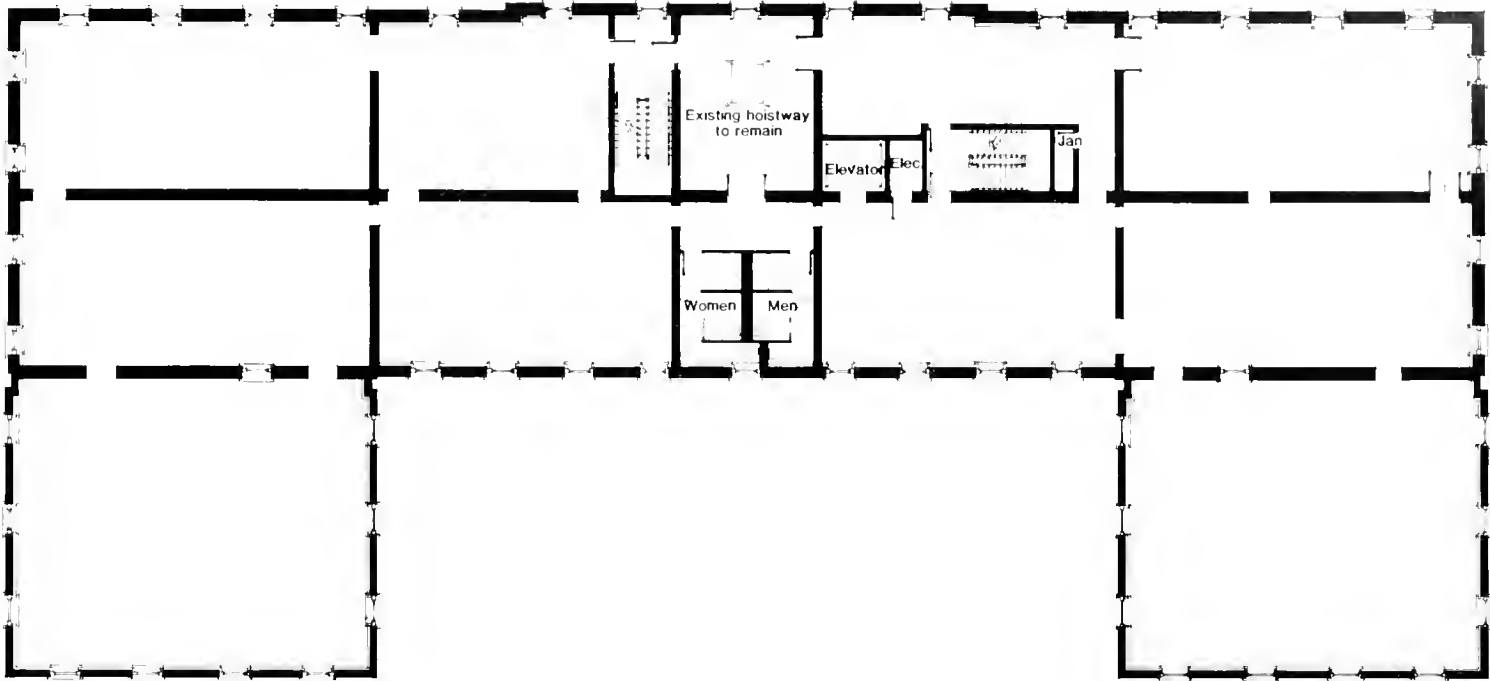 Existing hoistway
to remain
Jan
Elevator
Elec.
Women
Men